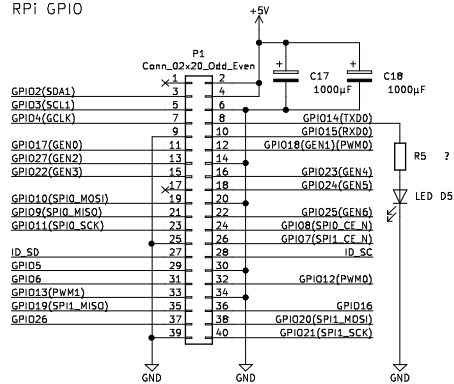 RPi GPIO
+5V
P1
Conn_02x20_Odd_Even
C17
1000µF
C18
1000µF
1 2
GPIO2(SDA1) 3 4
GPIO3(SCL1) 5 6
GPIO4(GCLK) 7 8 GPIO14(TXD0)
9 10 GPIO15(RXD0)
GPIO17(GEN0) 11 12 GPIO18(GEN1)(PWM0)
GPIO27(GEN2) 13 14
GPIO22(GEN3) 15 16 GPIO23(GEN4)
17 18 GPIO24(GEN5)
GPIO10(SPI0_MOSI) 19 20
GPIO9(SPI0_MISO) 21 22 GPIO25(GEN6)
GPIO11(SPI0_SCK) 23 24 GPIO8(SPI0_CE_N)
25 26 GPIO7(SPI1_CE_N)
ID_SD 27 28 ID_SC
GPIO5 29 30
GPIO6 31 32 GPIO12(PWM0)
GPIO13(PWM1) 33 34
GPIO19(SPI1_MISO) 35 36 GPIO16
GPIO26 37 38 GPIO20(SPI1_MOSI)
39 40 GPIO21(SPI1_SCK)
R5 ?
LED D5
GND GND GND